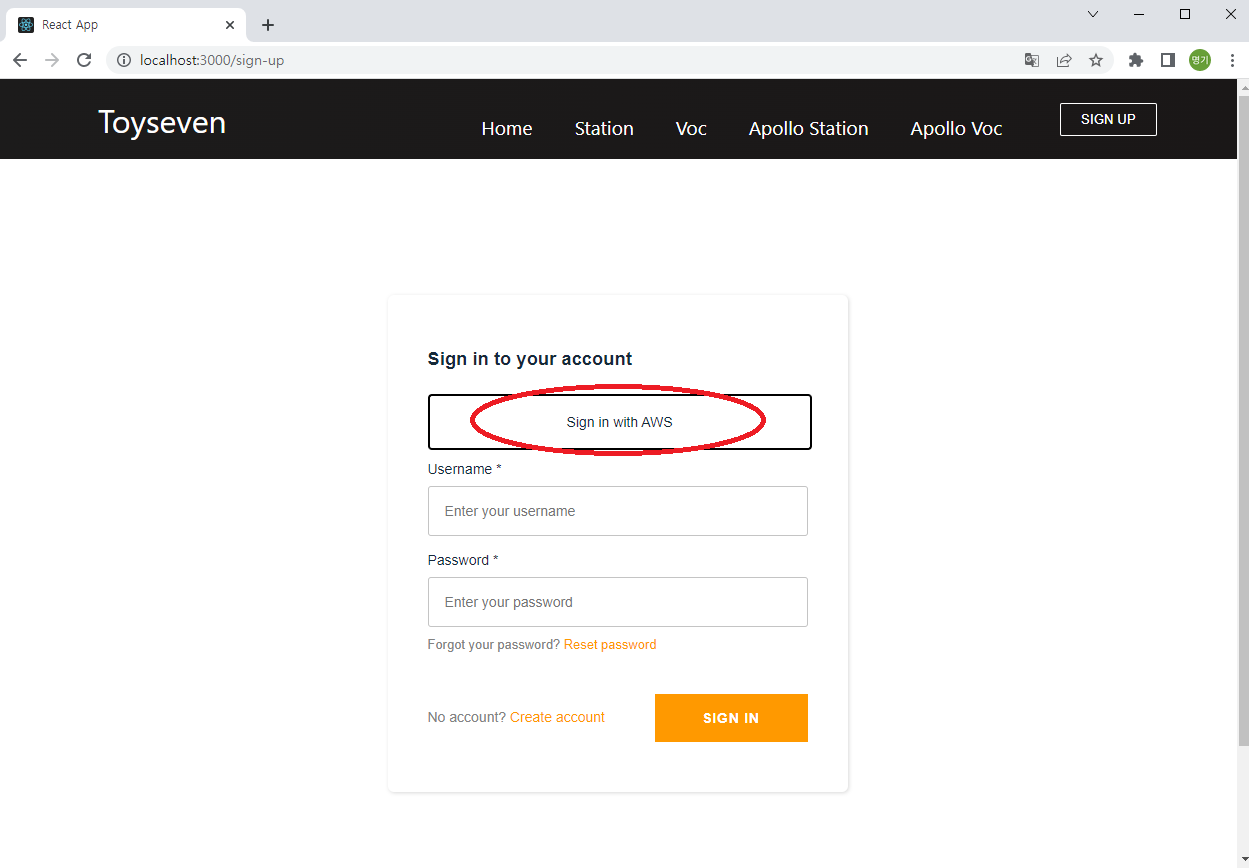 React App
localhost:3000/sign-up
명기
Toyseven
Home Station Voc Apollo Station Apollo Voc SIGN UP
Sign in to your account
Sign in with AWS
Username *
Enter your username
Password *
Enter your password
Forgot your password? Reset password
No account? Create account SIGN IN